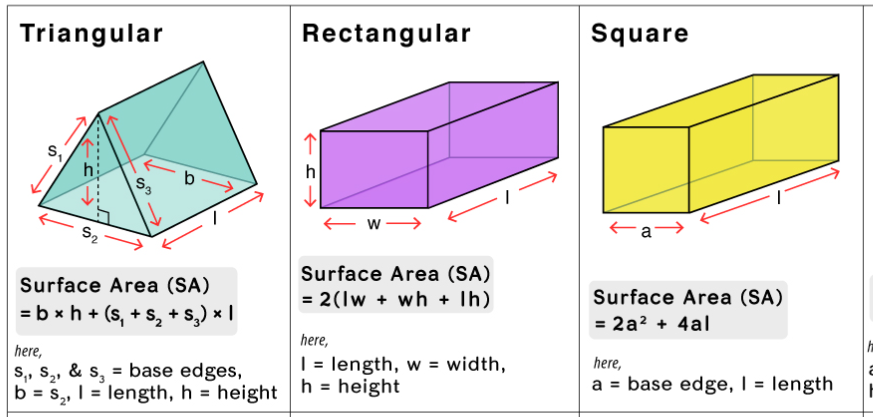 Triangular
s₁
h
s₃
b
s₂
l
Surface Area (SA)
= b × h + (s₁ + s₂ + s₃) × l
here,
s₁, s₂, & s₃ = base edges,
b = s₂, l = length, h = height
Rectangular
h
w
l
Surface Area (SA)
= 2(lw + wh + lh)
here,
l = length, w = width,
h = height
Square
a
l
Surface Area (SA)
= 2a² + 4al
here,
a = base edge, l = length